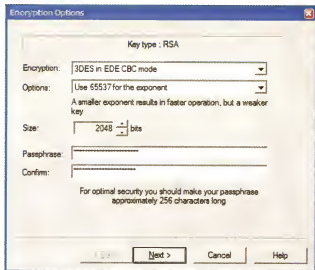 Encryption Options
Key type : RSA
Encryption: 3DES in EDE CBC mode
Options: Use 65537 for the exponent
A smaller exponent results in faster operation, but a weaker
key
Size: 2048 bits
Passphrase:
Confirm:
For optimal security you should make your passphrase
approximately 256 characters long
Next > Cancel Help